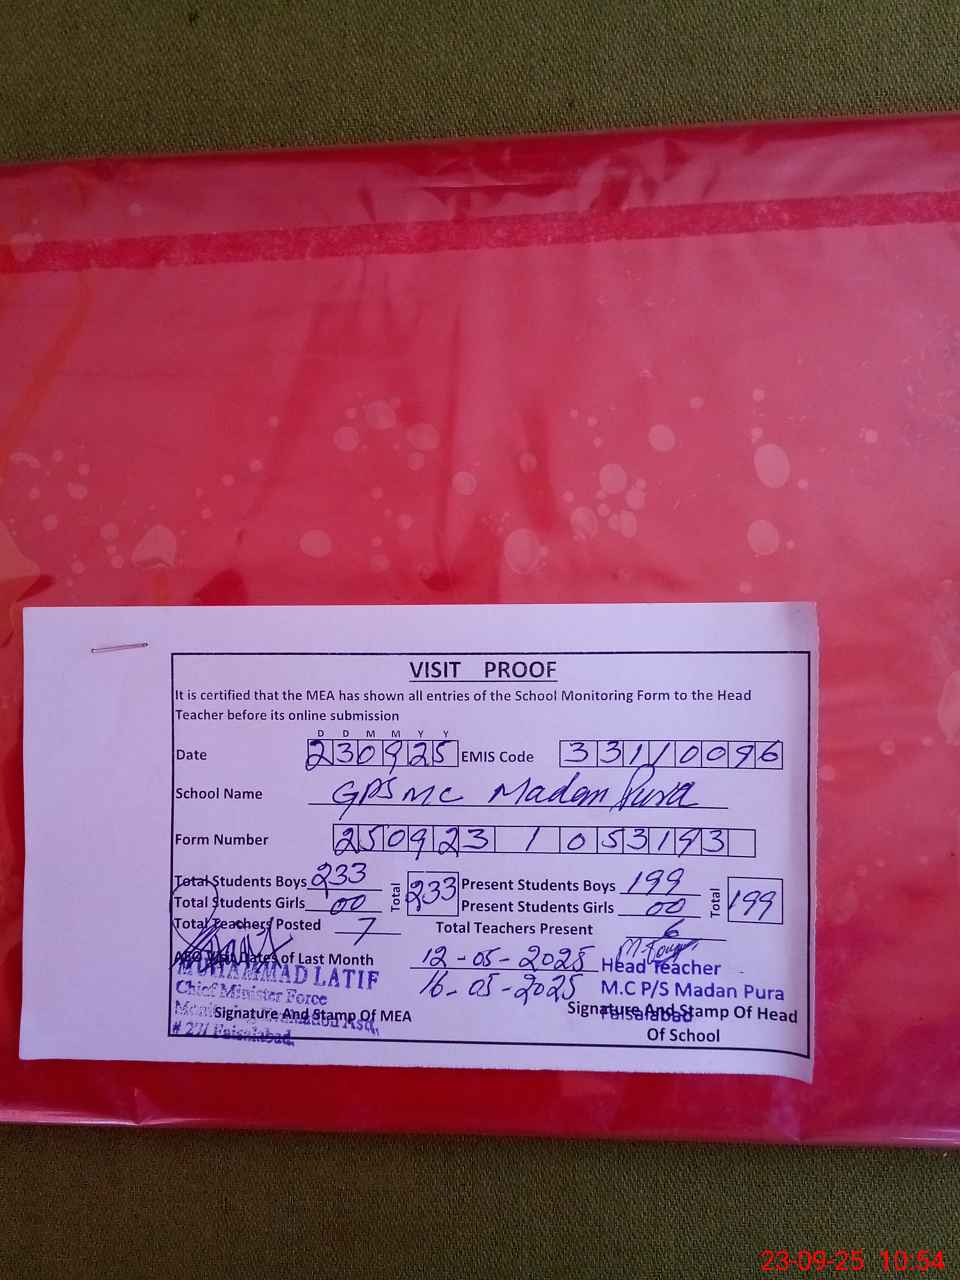 VISIT PROOF
It is certified that the MEA has shown all entries of the School Monitoring Form to the Head
Teacher before its online submission
D D M M Y Y
Date 230925 EMIS Code 33110096
School Name GPS MC Madan Pura
Form Number 250923 1 053193
Total Students Boys 233 Total 233 Present Students Boys 199 Total 199
Total Students Girls 00 Present Students Girls 00
Total Teachers Posted 7 Total Teachers Present 6
AEO Visit Dates of Last Month 12-05-2025
16-05-2025
MUHAMMAD LATIF
Chief Minister Force
# 271 Faisalabad.
Signature And Stamp Of MEA
Head Teacher
M.C P/S Madan Pura
Faisalabad
Signature And Stamp Of Head
Of School
23-09-25 10:54